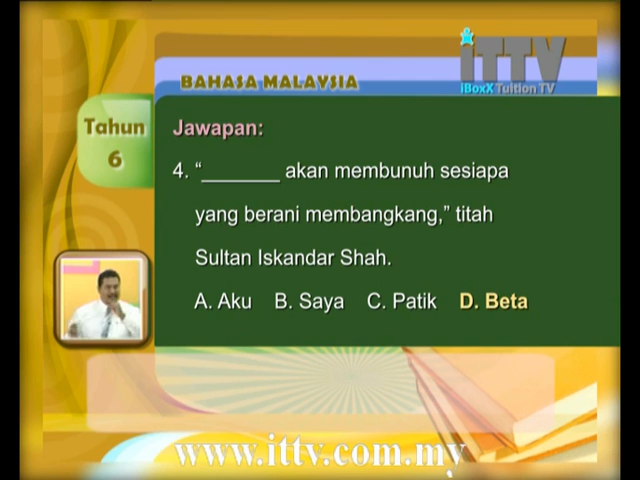 iTTV
iBoxX Tuition TV
BAHASA MALAYSIA
Tahun
6
Jawapan:
4. “_______ akan membunuh sesiapa
yang berani membangkang,” titah
Sultan Iskandar Shah.
A. Aku B. Saya C. Patik D. Beta
www.ittv.com.my